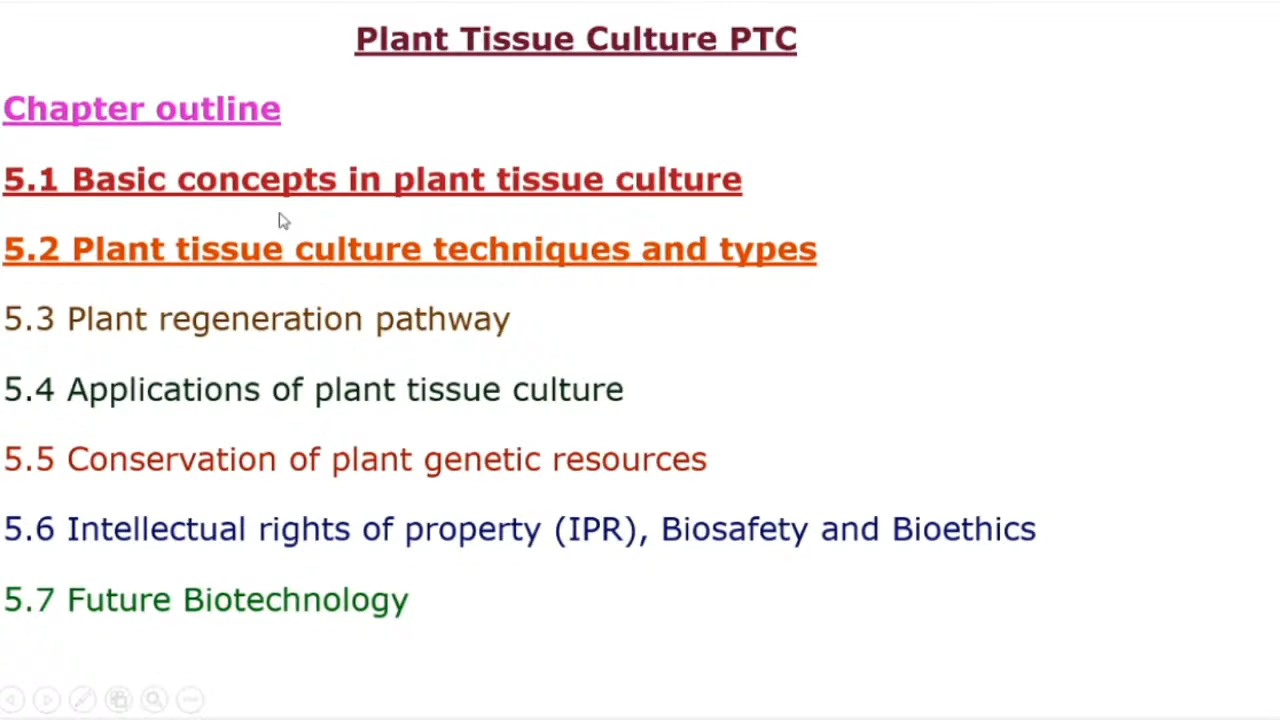 Plant Tissue Culture PTC
Chapter outline
5.1 Basic concepts in plant tissue culture
5.2 Plant tissue culture techniques and types
5.3 Plant regeneration pathway
5.4 Applications of plant tissue culture
5.5 Conservation of plant genetic resources
5.6 Intellectual rights of property (IPR), Biosafety and Bioethics
5.7 Future Biotechnology